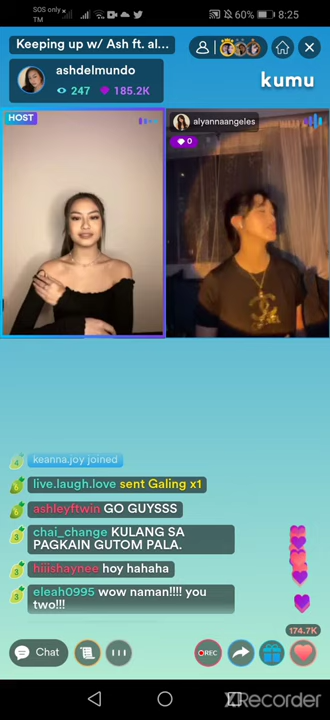 SOS only
TM
60%
8:25
Keeping up w/ Ash ft. al...
ashdelmundo
247
185.2K
kumu
HOST
alyannaangeles
0
keanna.joy joined
live.laugh.love sent Galing x1
ashleyftwin GO GUYSSS
chai_change KULANG SA
PAGKAIN GUTOM PALA.
hiiishaynee hoy hahaha
eleah0995 wow naman!!!! you
two!!!
174.7K
Chat
REC
XRecorder